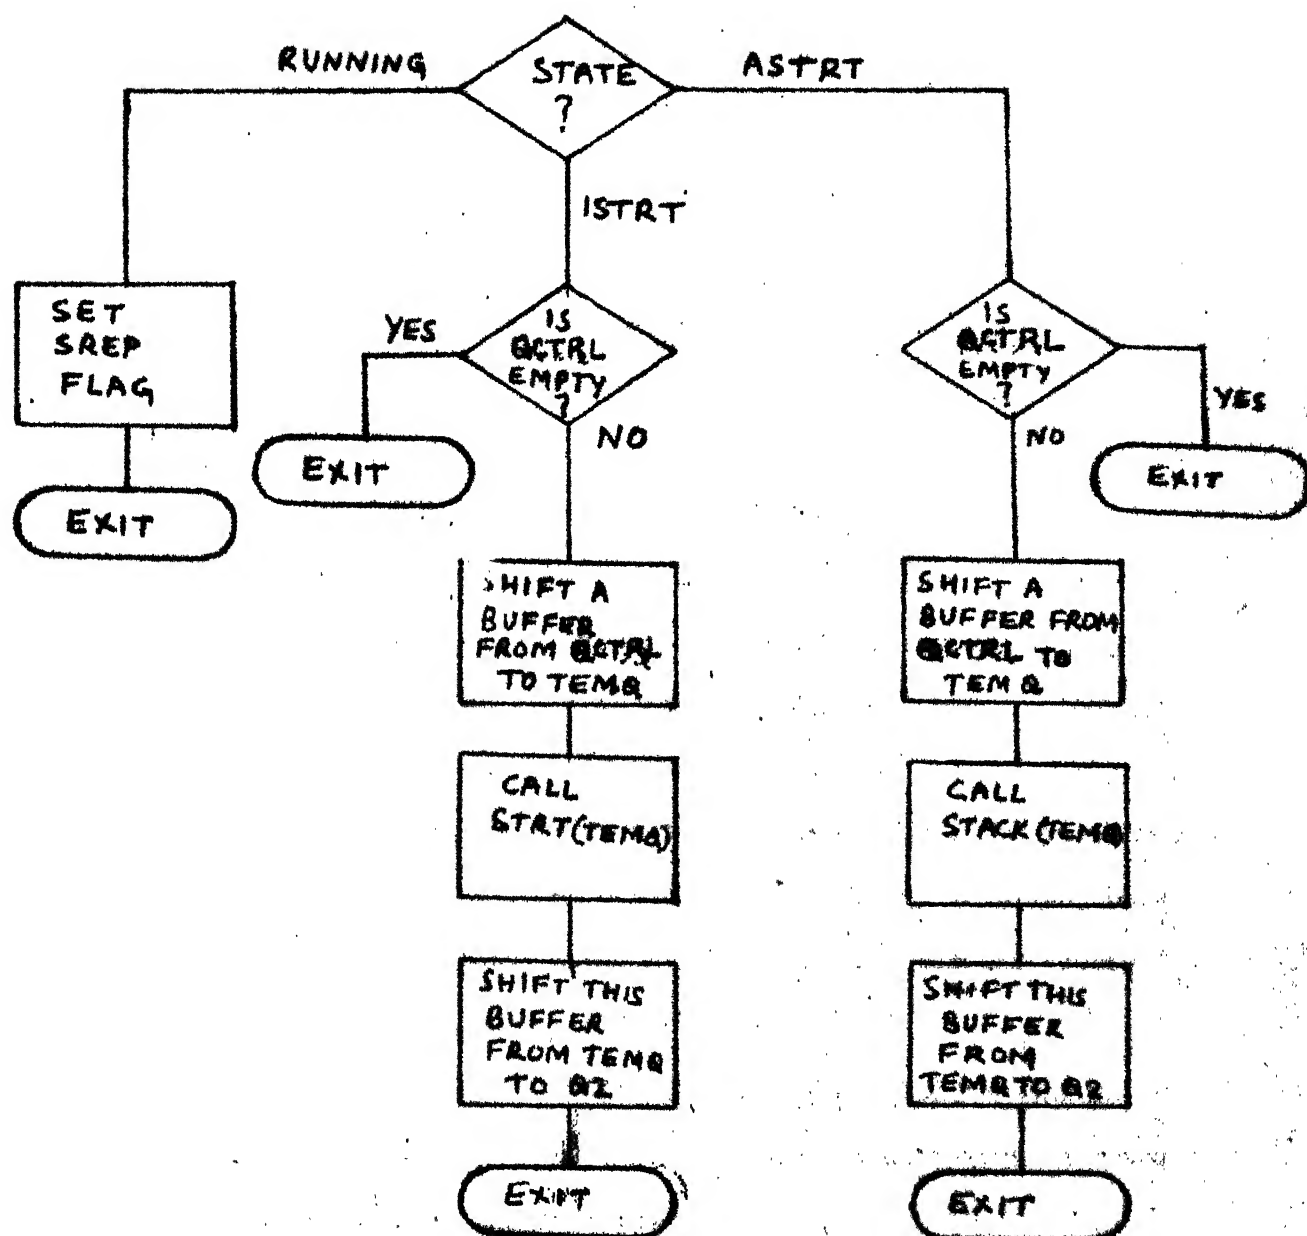 RUNNING
STATE
?
ASTRT
ISTRT
SET
SREP
FLAG
EXIT
YES
IS
QCTRL
EMPTY
?
NO
EXIT
IS
QCTRL
EMPTY
?
NO
YES
EXIT
SHIFT A
BUFFER
FROM QCTRL
TO TEMQ
CALL
STRT(TEMQ)
SHIFT THIS
BUFFER
FROM TEMQ
TO Q2
EXIT
SHIFT A
BUFFER FROM
QCTRL TO
TEMQ
CALL
STACK(TEMQ)
SHIFT THIS
BUFFER
FROM
TEMQ TO Q2
EXIT